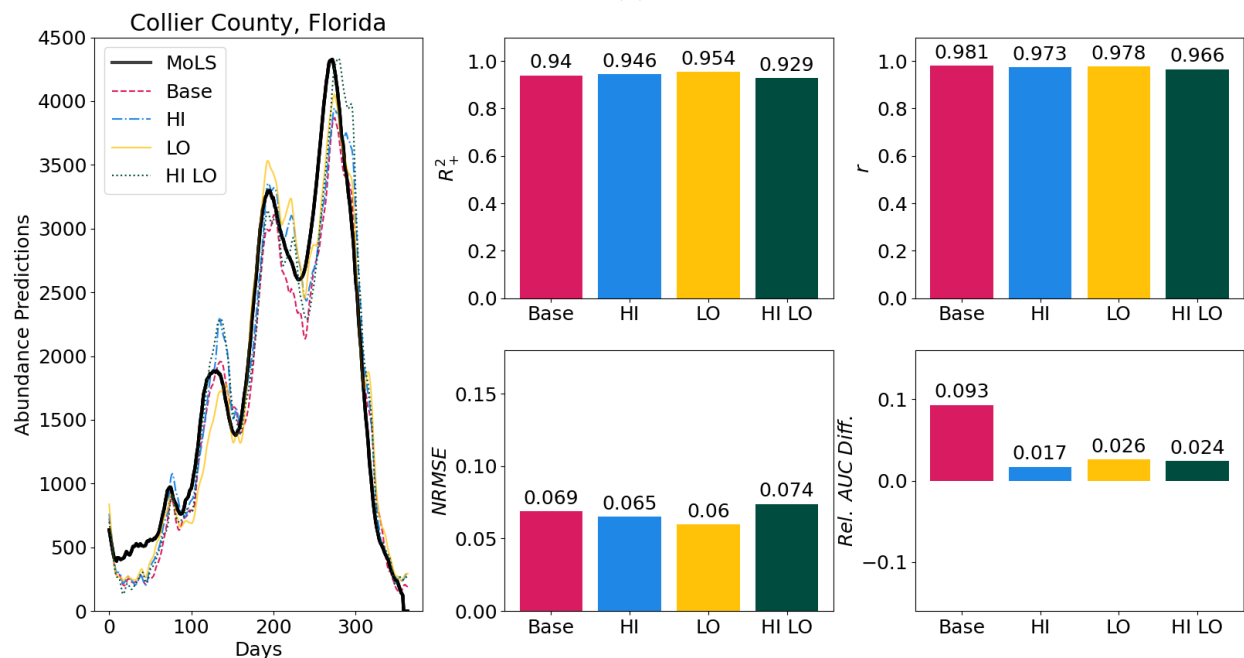 Collier County, Florida
Abundance Predictions
4500
4000
3500
3000
2500
2000
1500
1000
500
0
MoLS
Base
HI
LO
HI LO
0 100 200 300
Days
R²₊
1.0
0.8
0.6
0.4
0.2
0.0
0.94 0.946 0.954 0.929
Base HI LO HI LO
r
1.0
0.8
0.6
0.4
0.2
0.0
0.981 0.973 0.978 0.966
Base HI LO HI LO
NRMSE
0.15
0.10
0.05
0.00
0.069 0.065 0.06 0.074
Base HI LO HI LO
Rel. AUC Diff.
0.1
0.0
−0.1
0.093 0.017 0.026 0.024
Base HI LO HI LO